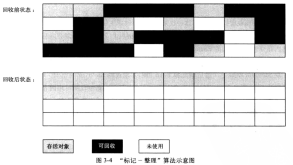 回收前状态：
回收后状态：
存活对象
可回收
未使用
图 3-4 “标记－整理”算法示意图